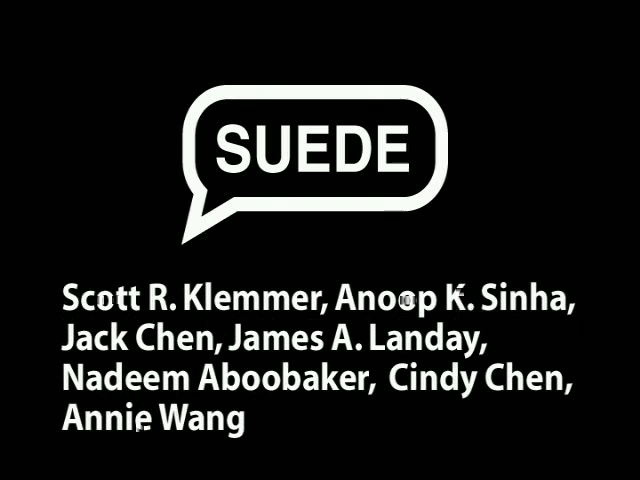 SUEDE
Scott R. Klemmer, Anoop K. Sinha,
Jack Chen, James A. Landay,
Nadeem Aboobaker, Cindy Chen,
Annie Wang